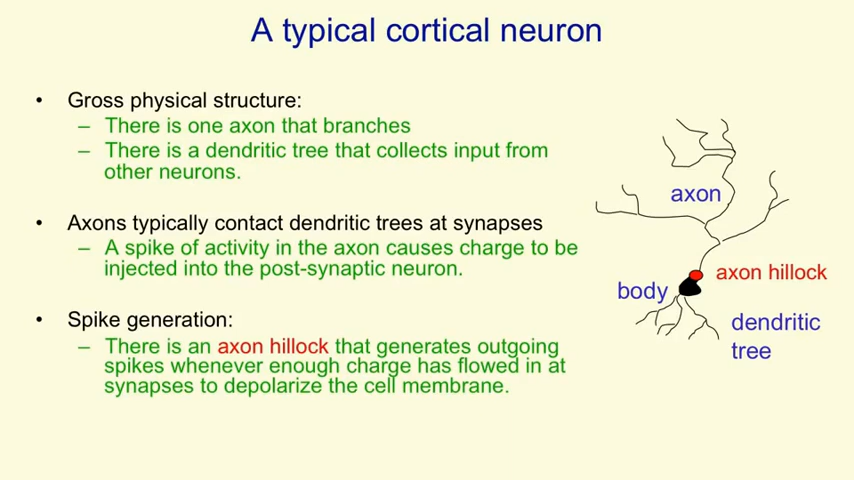 A typical cortical neuron
• Gross physical structure:
– There is one axon that branches
– There is a dendritic tree that collects input from
other neurons.
• Axons typically contact dendritic trees at synapses
– A spike of activity in the axon causes charge to be
injected into the post-synaptic neuron.
• Spike generation:
– There is an axon hillock that generates outgoing
spikes whenever enough charge has flowed in at
synapses to depolarize the cell membrane.
axon
axon hillock
body
dendritic
tree